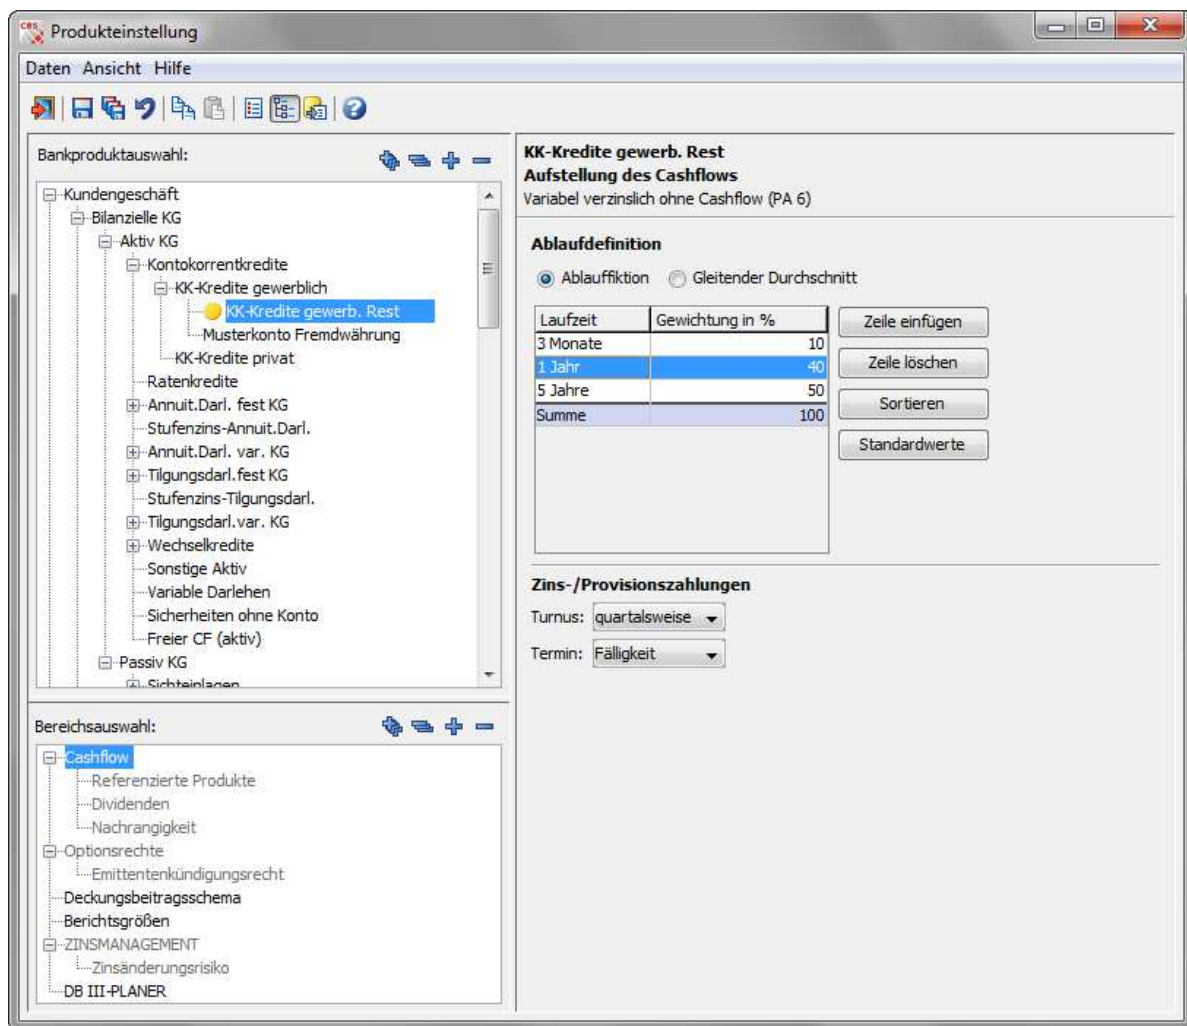 CBS
Produkteinstellung
Daten Ansicht Hilfe
Bankproduktauswahl:
Kundengeschäft
Bilanzielle KG
Aktiv KG
Kontokorrentkredite
KK-Kredite gewerblich
KK-Kredite gewerb. Rest
Musterkonto Fremdwährung
KK-Kredite privat
Ratenkredite
Annuit.Darl. fest KG
Stufenzins-Annuit.Darl.
Annuit.Darl. var. KG
Tilgungsdarl.fest KG
Stufenzins-Tilgungsdarl.
Tilgungsdarl.var. KG
Wechselkredite
Sonstige Aktiv
Variable Darlehen
Sicherheiten ohne Konto
Freier CF (aktiv)
Passiv KG
Sichteinlagen
Bereichsauswahl:
Cashflow
Referenzierte Produkte
Dividenden
Nachrangigkeit
Optionsrechte
Emittentenkündigungsrecht
Deckungsbeitragsschema
Berichtsgrößen
ZINSMANAGEMENT
Zinsänderungsrisiko
DB III-PLANER
KK-Kredite gewerb. Rest
Aufstellung des Cashflows
Variabel verzinslich ohne Cashflow (PA 6)
Ablaufdefinition
Ablauffiktion Gleitender Durchschnitt
Laufzeit Gewichtung in %
3 Monate 10
1 Jahr 40
5 Jahre 50
Summe 100
Zeile einfügen
Zeile löschen
Sortieren
Standardwerte
Zins-/Provisionszahlungen
Turnus: quartalsweise
Termin: Fälligkeit